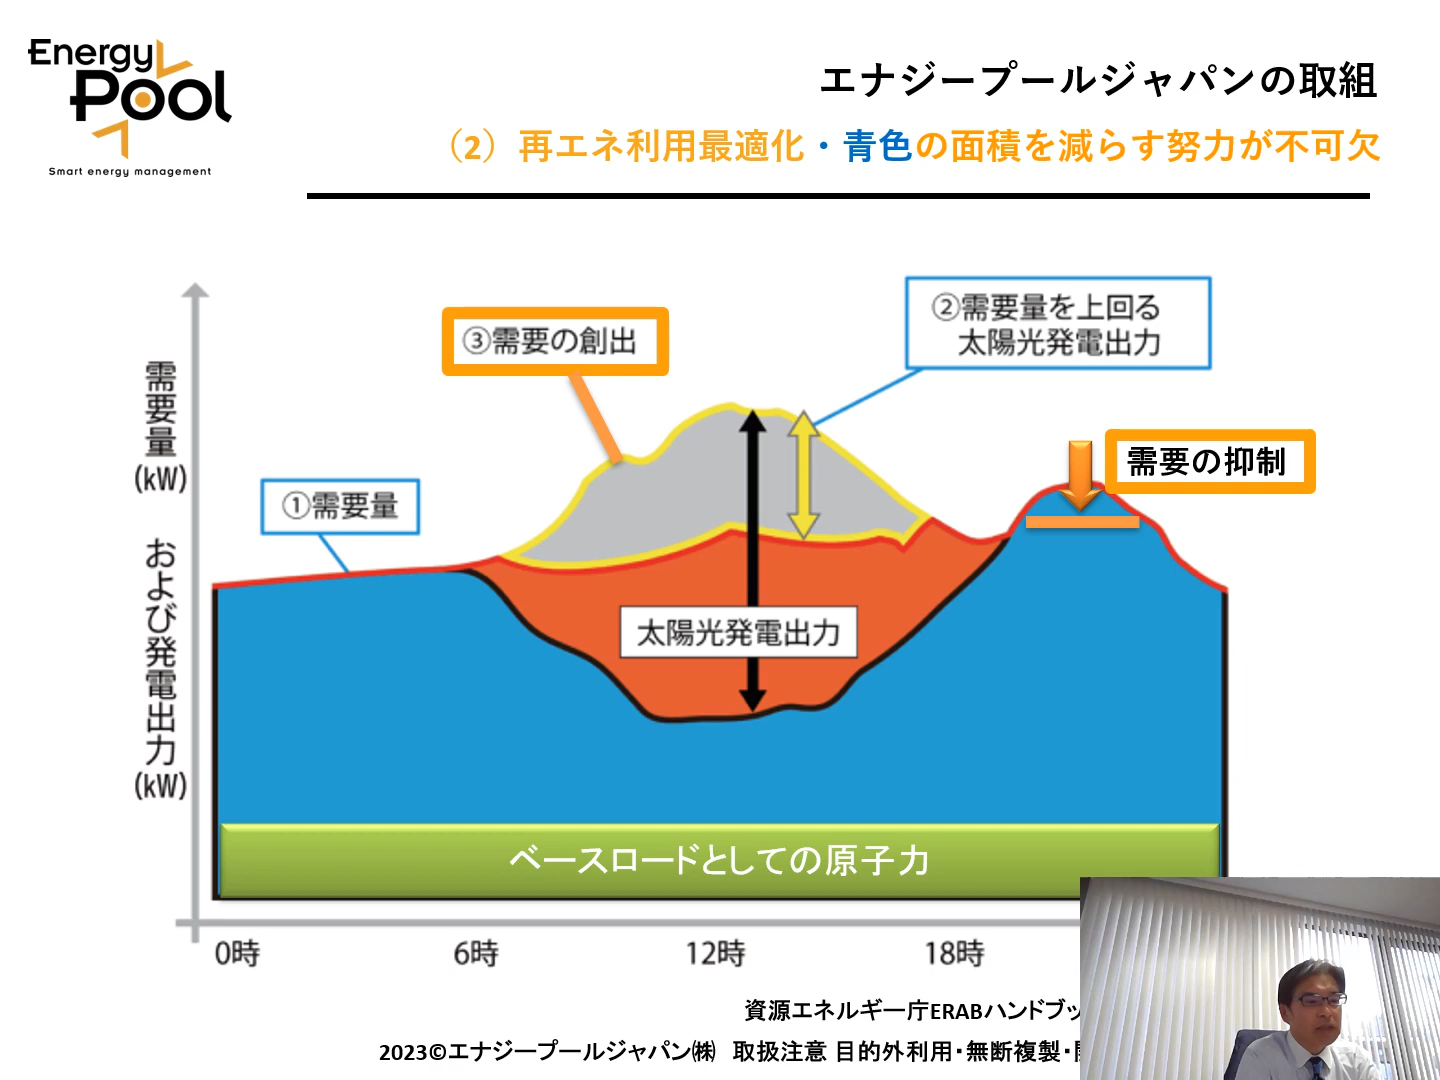 Energy
Pool
Smart energy management
エナジープールジャパンの取組
（2）再エネ利用最適化・青色の面積を減らす努力が不可欠
②需要量を上回る
太陽光発電出力
③需要の創出
需要の抑制
①需要量
太陽光発電出力
需要量
(kW)
および発電出力
(kW)
ベースロードとしての原子力
0時
6時
12時
18時
資源エネルギー庁ERABハンドブッ
2023©エナジープールジャパン㈱ 取扱注意 目的外利用・無断複製・